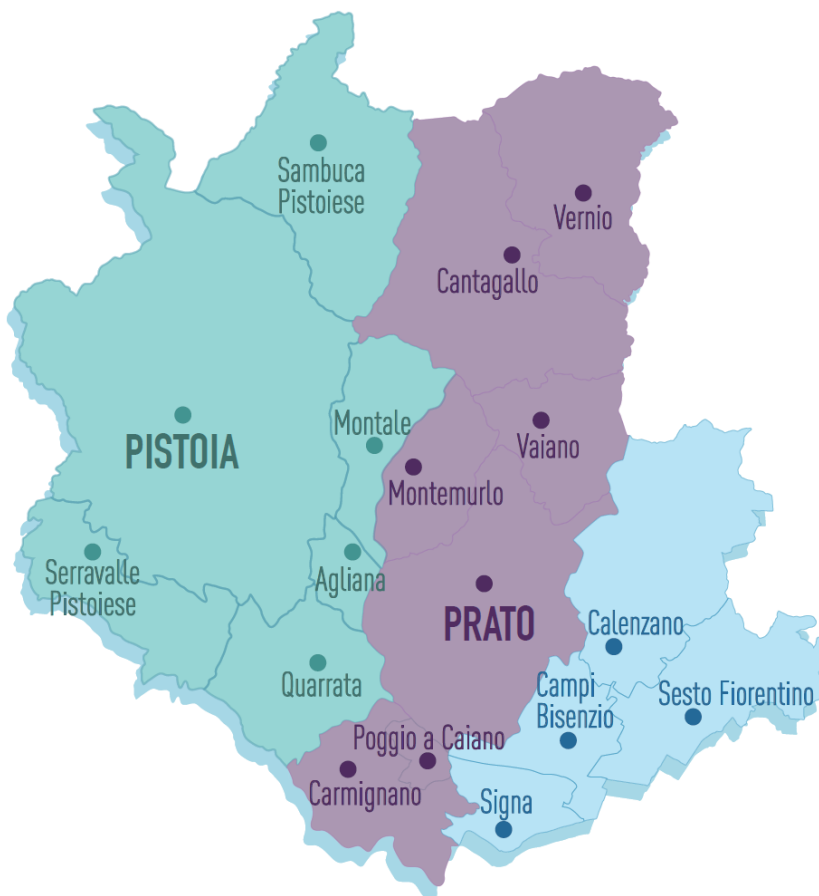 Sambuca
Pistoiese
Vernio
Cantagallo
Montale
PISTOIA
Vaiano
Montemurlo
Serravalle
Pistoiese
Agliana
PRATO
Calenzano
Quarrata
Campi
Bisenzio
Sesto Fiorentino
Poggio a Caiano
Carmignano
Signa